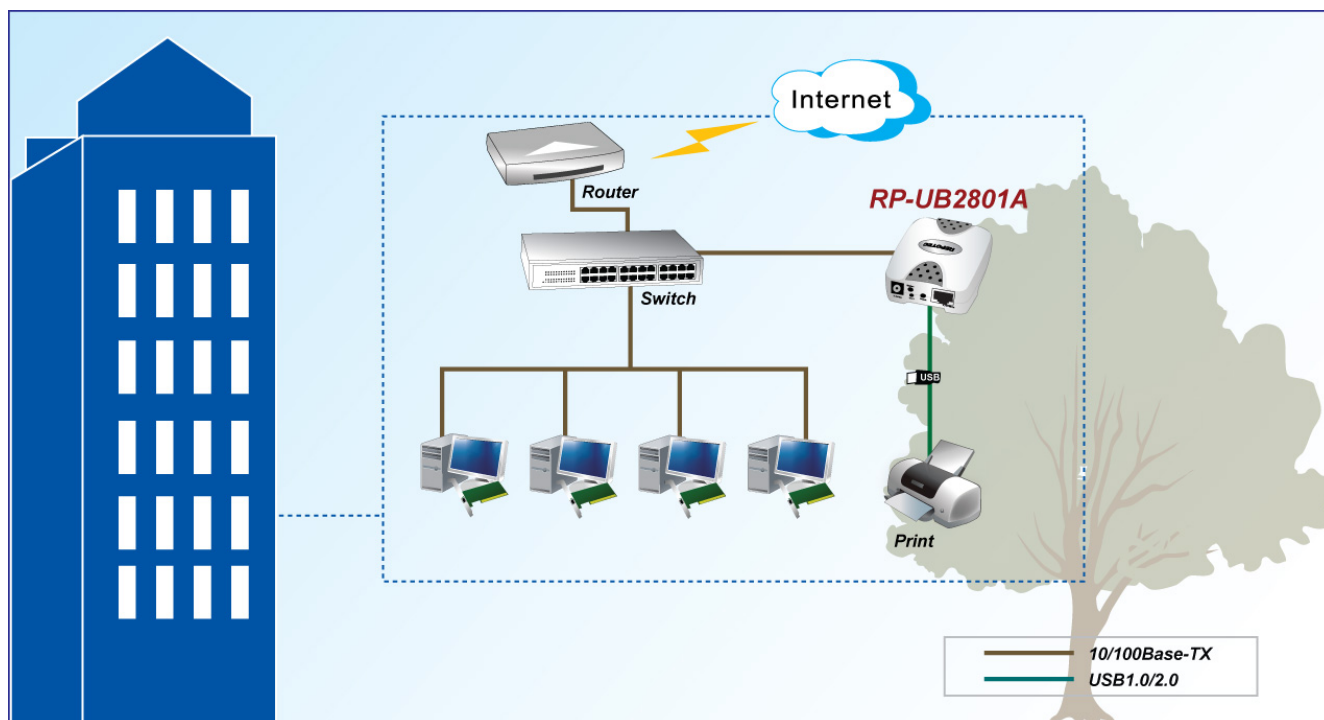 Internet
Router
RP-UB2801A
Switch
USB
Print
10/100Base-TX
USB1.0/2.0